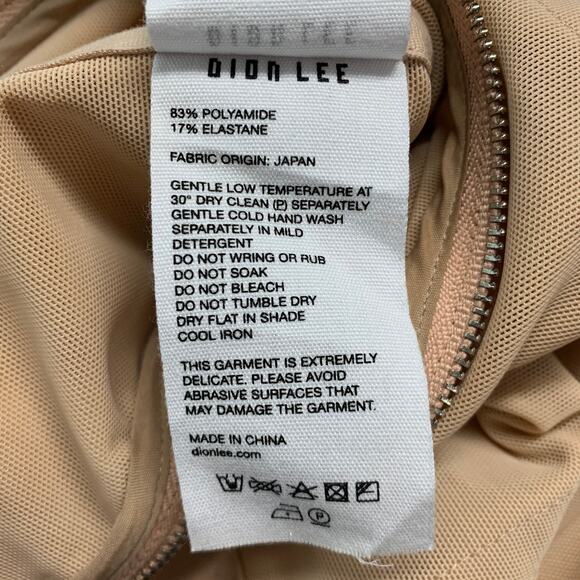 DION LEE
DION LEE
83% POLYAMIDE
17% ELASTANE
FABRIC ORIGIN: JAPAN
GENTLE LOW TEMPERATURE AT
30° DRY CLEAN (P) SEPARATELY
GENTLE COLD HAND WASH
SEPARATELY IN MILD
DETERGENT
DO NOT WRING OR RUB
DO NOT SOAK
DO NOT BLEACH
DO NOT TUMBLE DRY
DRY FLAT IN SHADE
COOL IRON
THIS GARMENT IS EXTREMELY
DELICATE. PLEASE AVOID
ABRASIVE SURFACES THAT
MAY DAMAGE THE GARMENT.
MADE IN CHINA
dionlee.com
P